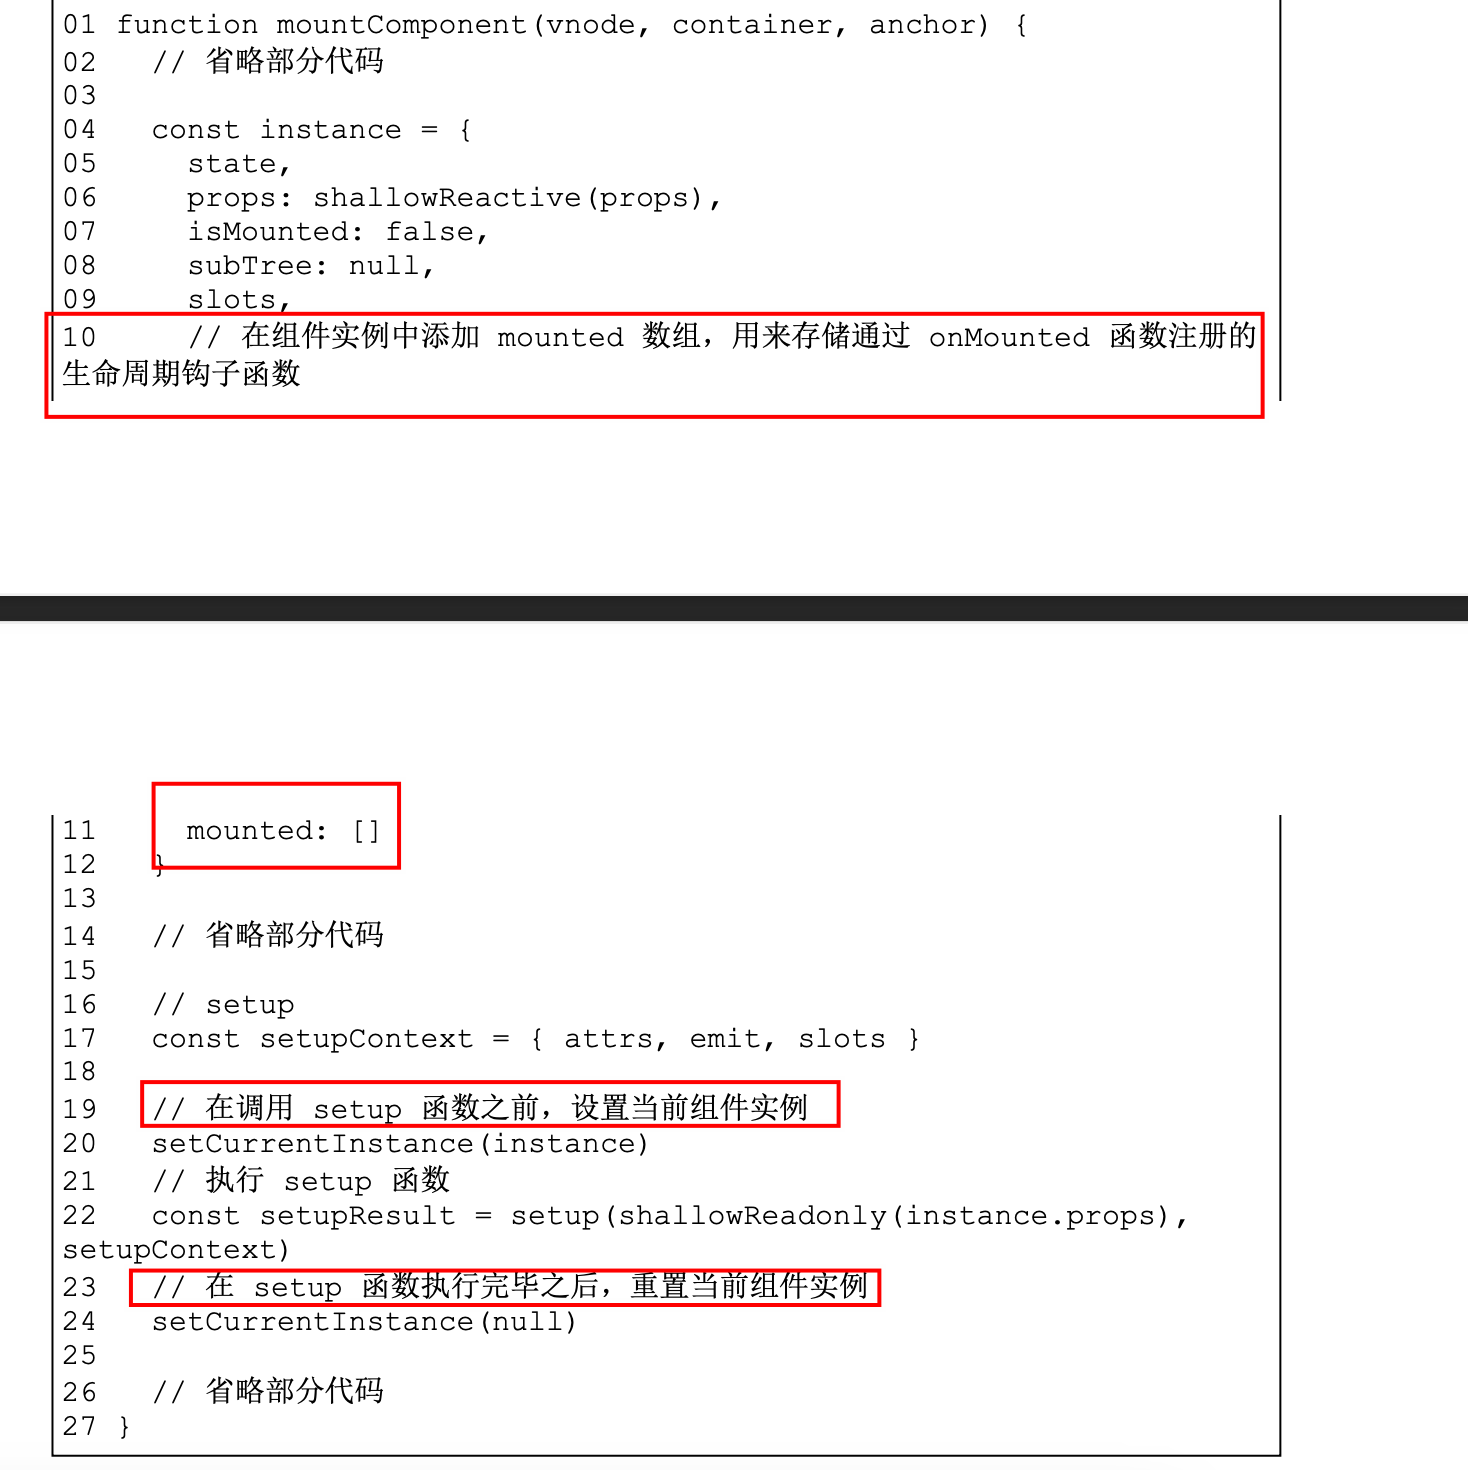 01 function mountComponent(vnode, container, anchor) {
02   // 省略部分代码
03
04   const instance = {
05     state,
06     props: shallowReactive(props),
07     isMounted: false,
08     subTree: null,
09     slots,
10     // 在组件实例中添加 mounted 数组，用来存储通过 onMounted 函数注册的
生命周期钩子函数
11     mounted: []
12   }
13
14   // 省略部分代码
15
16   // setup
17   const setupContext = { attrs, emit, slots }
18
19   // 在调用 setup 函数之前，设置当前组件实例
20   setCurrentInstance(instance)
21   // 执行 setup 函数
22   const setupResult = setup(shallowReadonly(instance.props),
setupContext)
23   // 在 setup 函数执行完毕之后，重置当前组件实例
24   setCurrentInstance(null)
25
26   // 省略部分代码
27 }